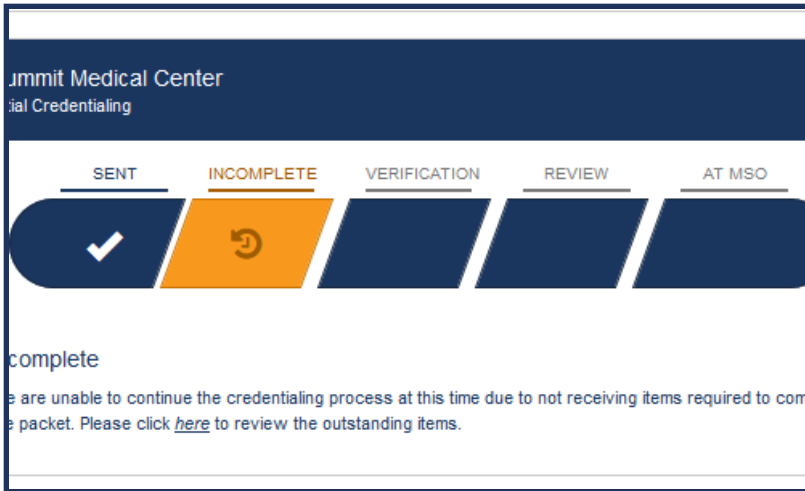 ummit Medical Center
ial Credentialing
SENT INCOMPLETE VERIFICATION REVIEW AT MSO
complete
e are unable to continue the credentialing process at this time due to not receiving items required to com
e packet. Please click here to review the outstanding items.